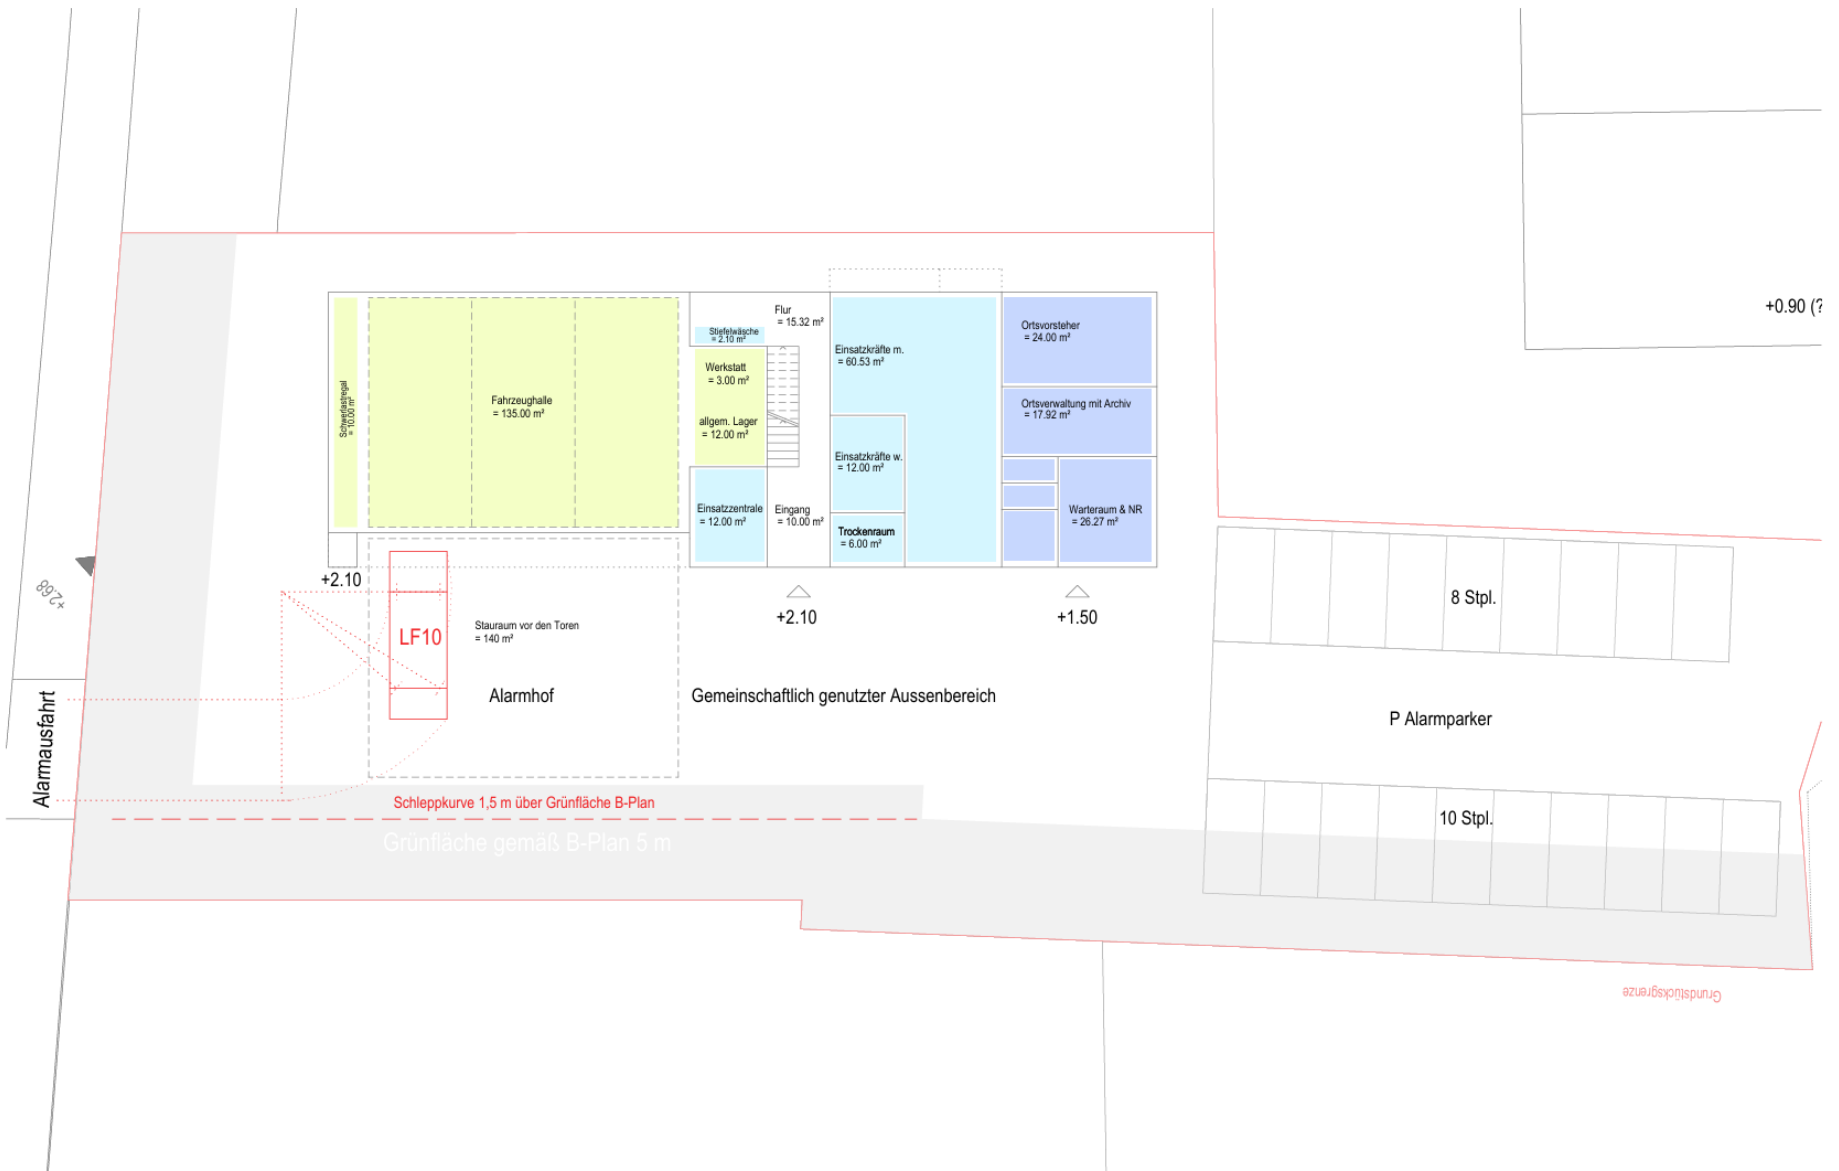 +0.90 (?
Flur
= 15.32 m²
Stiefelwäsche
= 2.10 m²
Ortsvorsteher
= 24.00 m²
Einsatzkräfte m.
= 60.53 m²
Werkstatt
= 3.00 m²
Schwerlastregal
= 10.00 m²
Fahrzeughalle
= 135.00 m²
Ortsverwaltung mit Archiv
= 17.92 m²
allgem. Lager
= 12.00 m²
Einsatzkräfte w.
= 12.00 m²
Einsatzzentrale
= 12.00 m²
Eingang
= 10.00 m²
Warteraum & NR
= 26.27 m²
Trockenraum
= 6.00 m²
+2.10
+2.68
+2.10
+1.50
8 Stpl.
LF10
Stauraum vor den Toren
= 140 m²
Alarmhof
Gemeinschaftlich genutzter Aussenbereich
P Alarmparker
Alarmausfahrt
Schleppkurve 1,5 m über Grünfläche B-Plan
10 Stpl.
Grünfläche gemäß B-Plan 5 m
Grundstücksgrenze